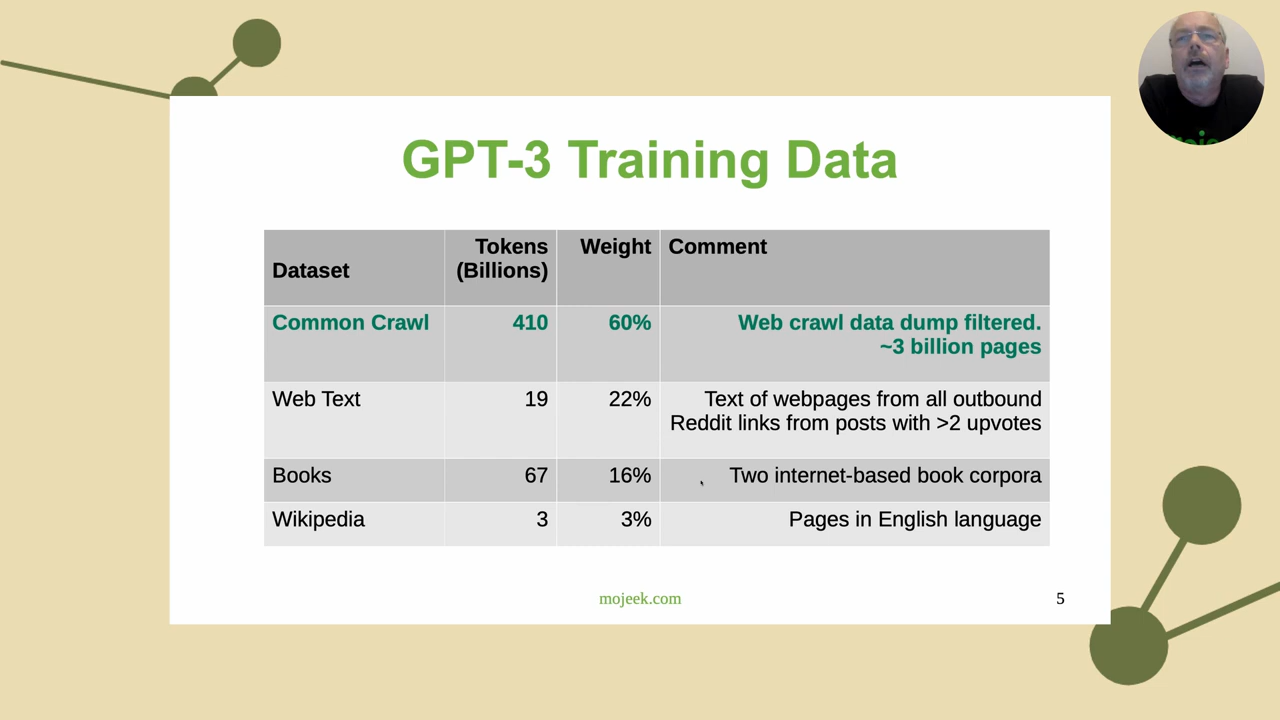 GPT-3 Training Data
Dataset
Tokens
(Billions)
Weight
Comment
Common Crawl
410
60%
Web crawl data dump filtered.
~3 billion pages
Web Text
19
22%
Text of webpages from all outbound
Reddit links from posts with >2 upvotes
Books
67
16%
Two internet-based book corpora
Wikipedia
3
3%
Pages in English language
mojeek.com
5